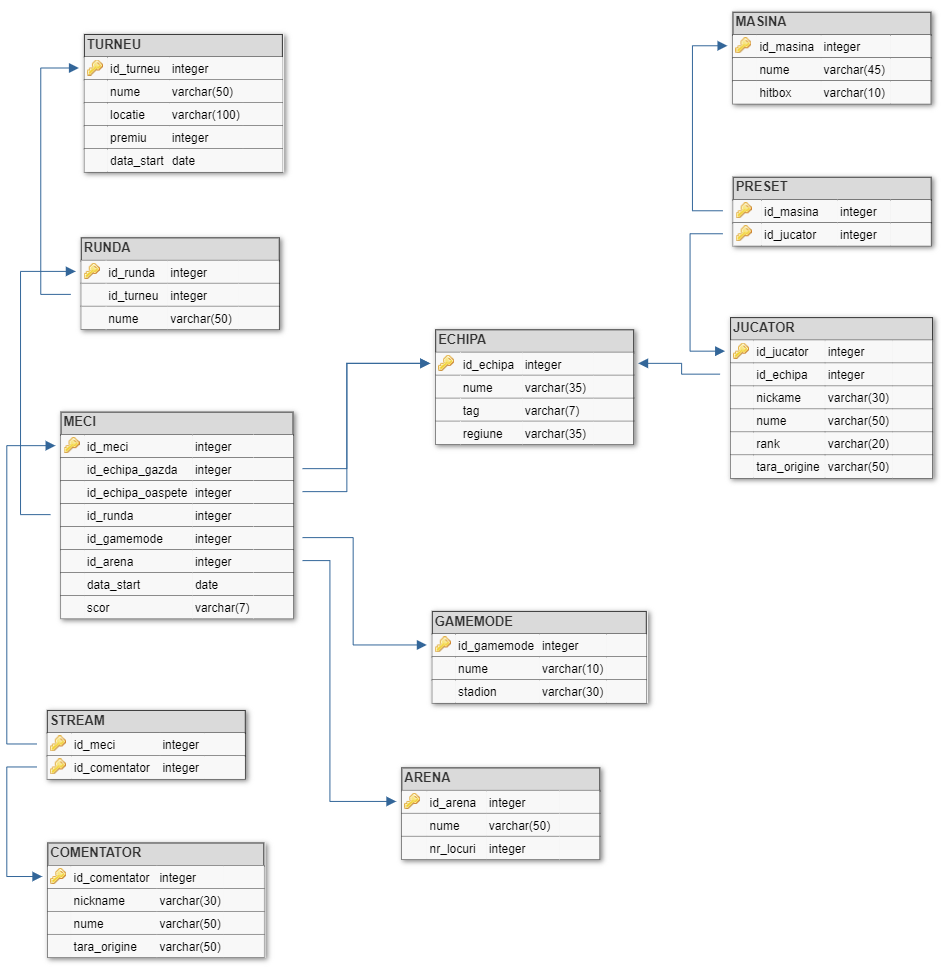 TURNEU
id_turneu integer
nume varchar(50)
locatie varchar(100)
premiu integer
data_start date
RUNDA
id_runda integer
id_turneu integer
nume varchar(50)
MECI
id_meci integer
id_echipa_gazda integer
id_echipa_oaspete integer
id_runda integer
id_gamemode integer
id_arena integer
data_start date
scor varchar(7)
STREAM
id_meci integer
id_comentator integer
COMENTATOR
id_comentator integer
nickname varchar(30)
nume varchar(50)
tara_origine varchar(50)
ECHIPA
id_echipa integer
nume varchar(35)
tag varchar(7)
regiune varchar(35)
GAMEMODE
id_gamemode integer
nume varchar(10)
stadion varchar(30)
ARENA
id_arena integer
nume varchar(50)
nr_locuri integer
MASINA
id_masina integer
nume varchar(45)
hitbox varchar(10)
PRESET
id_masina integer
id_jucator integer
JUCATOR
id_jucator integer
id_echipa integer
nickame varchar(30)
nume varchar(50)
rank varchar(20)
tara_origine varchar(50)